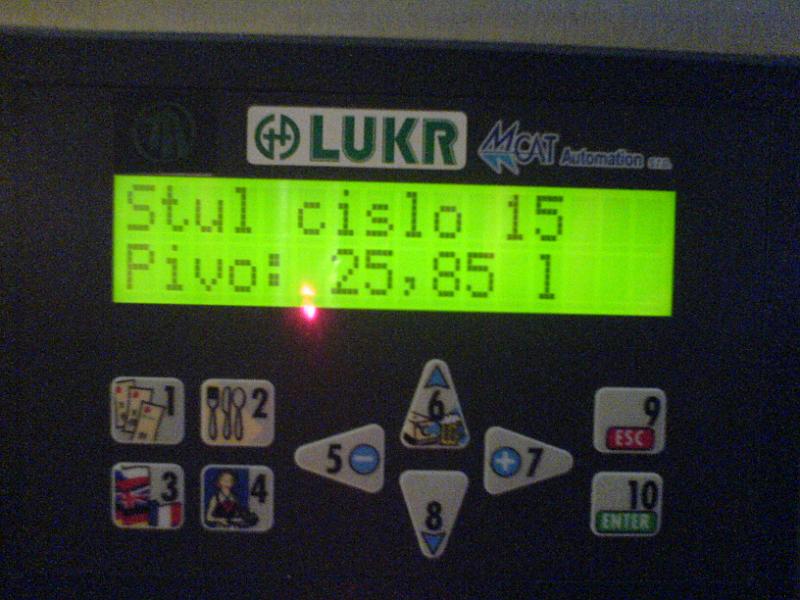 LUKR
MCAT Automation s.r.o.
Stul cislo 15
Pivo: 25,85 l
1
2
3
4
5
6
7
8
9
ESC
10
ENTER